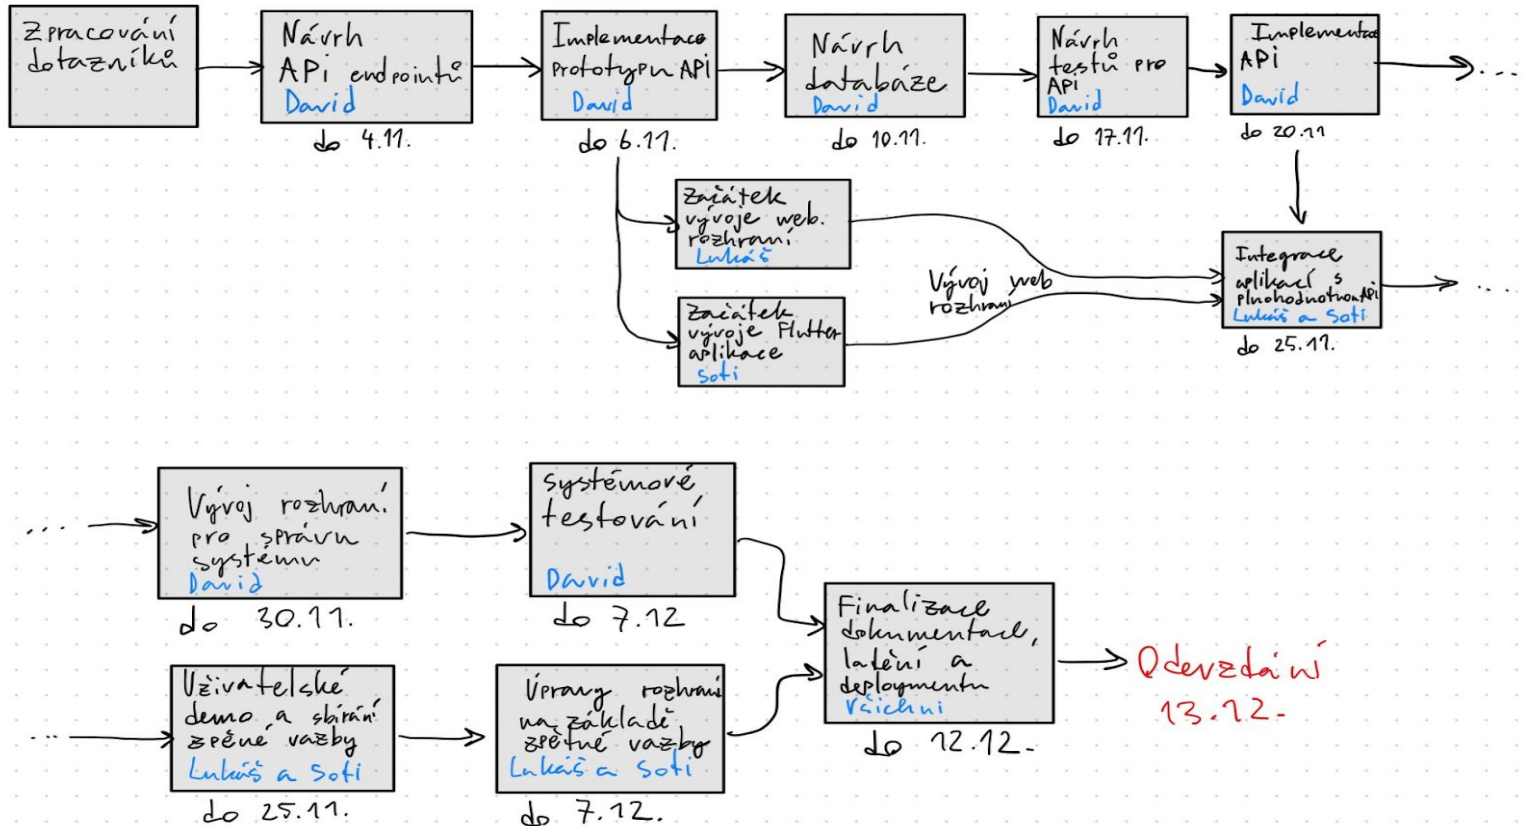 Zpracování
dotazníků
Návrh
API endpointů
David
do 4.11.
Implementace
prototypu API
David
do 6.11.
Návrh
databáze
David
do 10.11.
Návrh
testů pro
API
David
do 17.11.
Implementace
API
David
do 20.11
....
Začátek
vývoje web.
rozhraní
Lukáš
Začátek
vývoje Flutter
aplikace
Soti
Vývoj web
rozhraní
Integrace
aplikací s
plnohodnotnou API
Lukáš a Soti
do 25.11.
....
....
Vývoj rozhraní
pro správu
systému
David
do 30.11.
Systémové
testování
David
do 7.12
...
Uživatelské
demo a sbírání
zpěné vazby
Lukáš a Soti
do 25.11.
Úpravy rozhraní
na základě
zpětné vazby
Lukáš a Soti
do 7.12.
Finalizace
dokumentace,
ladění a
deploymentu
Všichni
do 12.12.
Odevzdání
13.12.